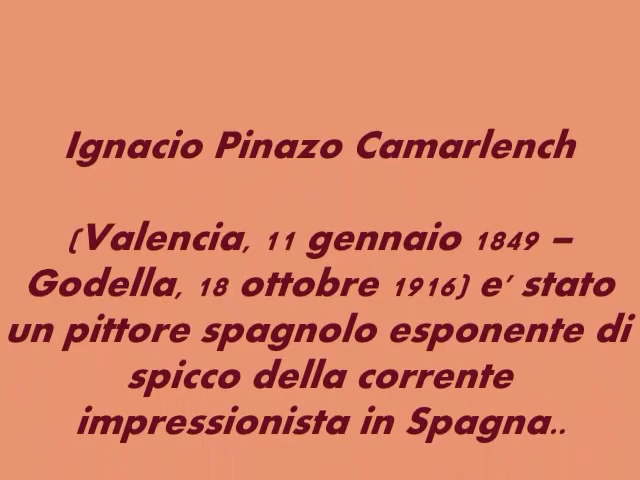 Ignacio Pinazo Camarlench
(Valencia, 11 gennaio 1849 –
Godella, 18 ottobre 1916) e' stato
un pittore spagnolo esponente di
spicco della corrente
impressionista in Spagna..